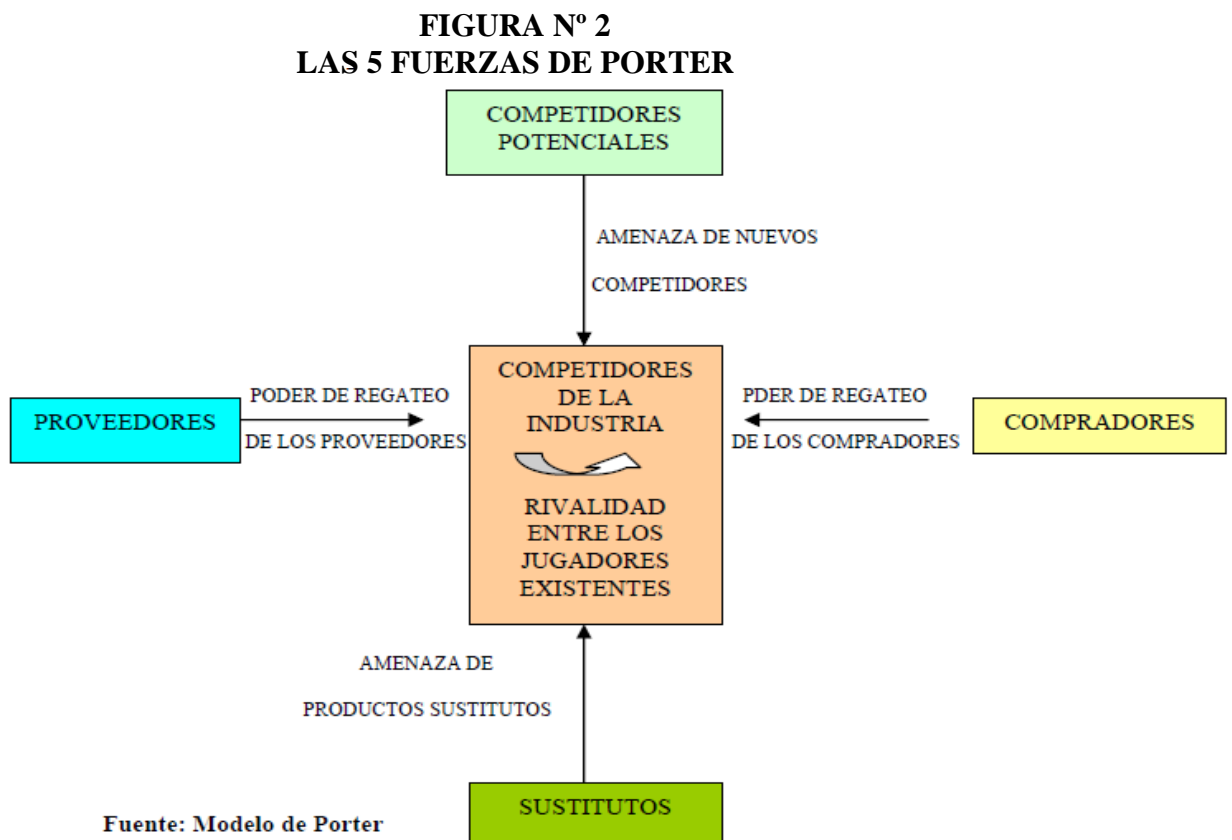 FIGURA Nº 2
LAS 5 FUERZAS DE PORTER
COMPETIDORES
POTENCIALES
AMENAZA DE NUEVOS
COMPETIDORES
PROVEEDORES
PODER DE REGATEO
DE LOS PROVEEDORES
COMPETIDORES
DE LA
INDUSTRIA
RIVALIDAD
ENTRE LOS
JUGADORES
EXISTENTES
PDER DE REGATEO
DE LOS COMPRADORES
COMPRADORES
AMENAZA DE
PRODUCTOS SUSTITUTOS
SUSTITUTOS
Fuente: Modelo de Porter